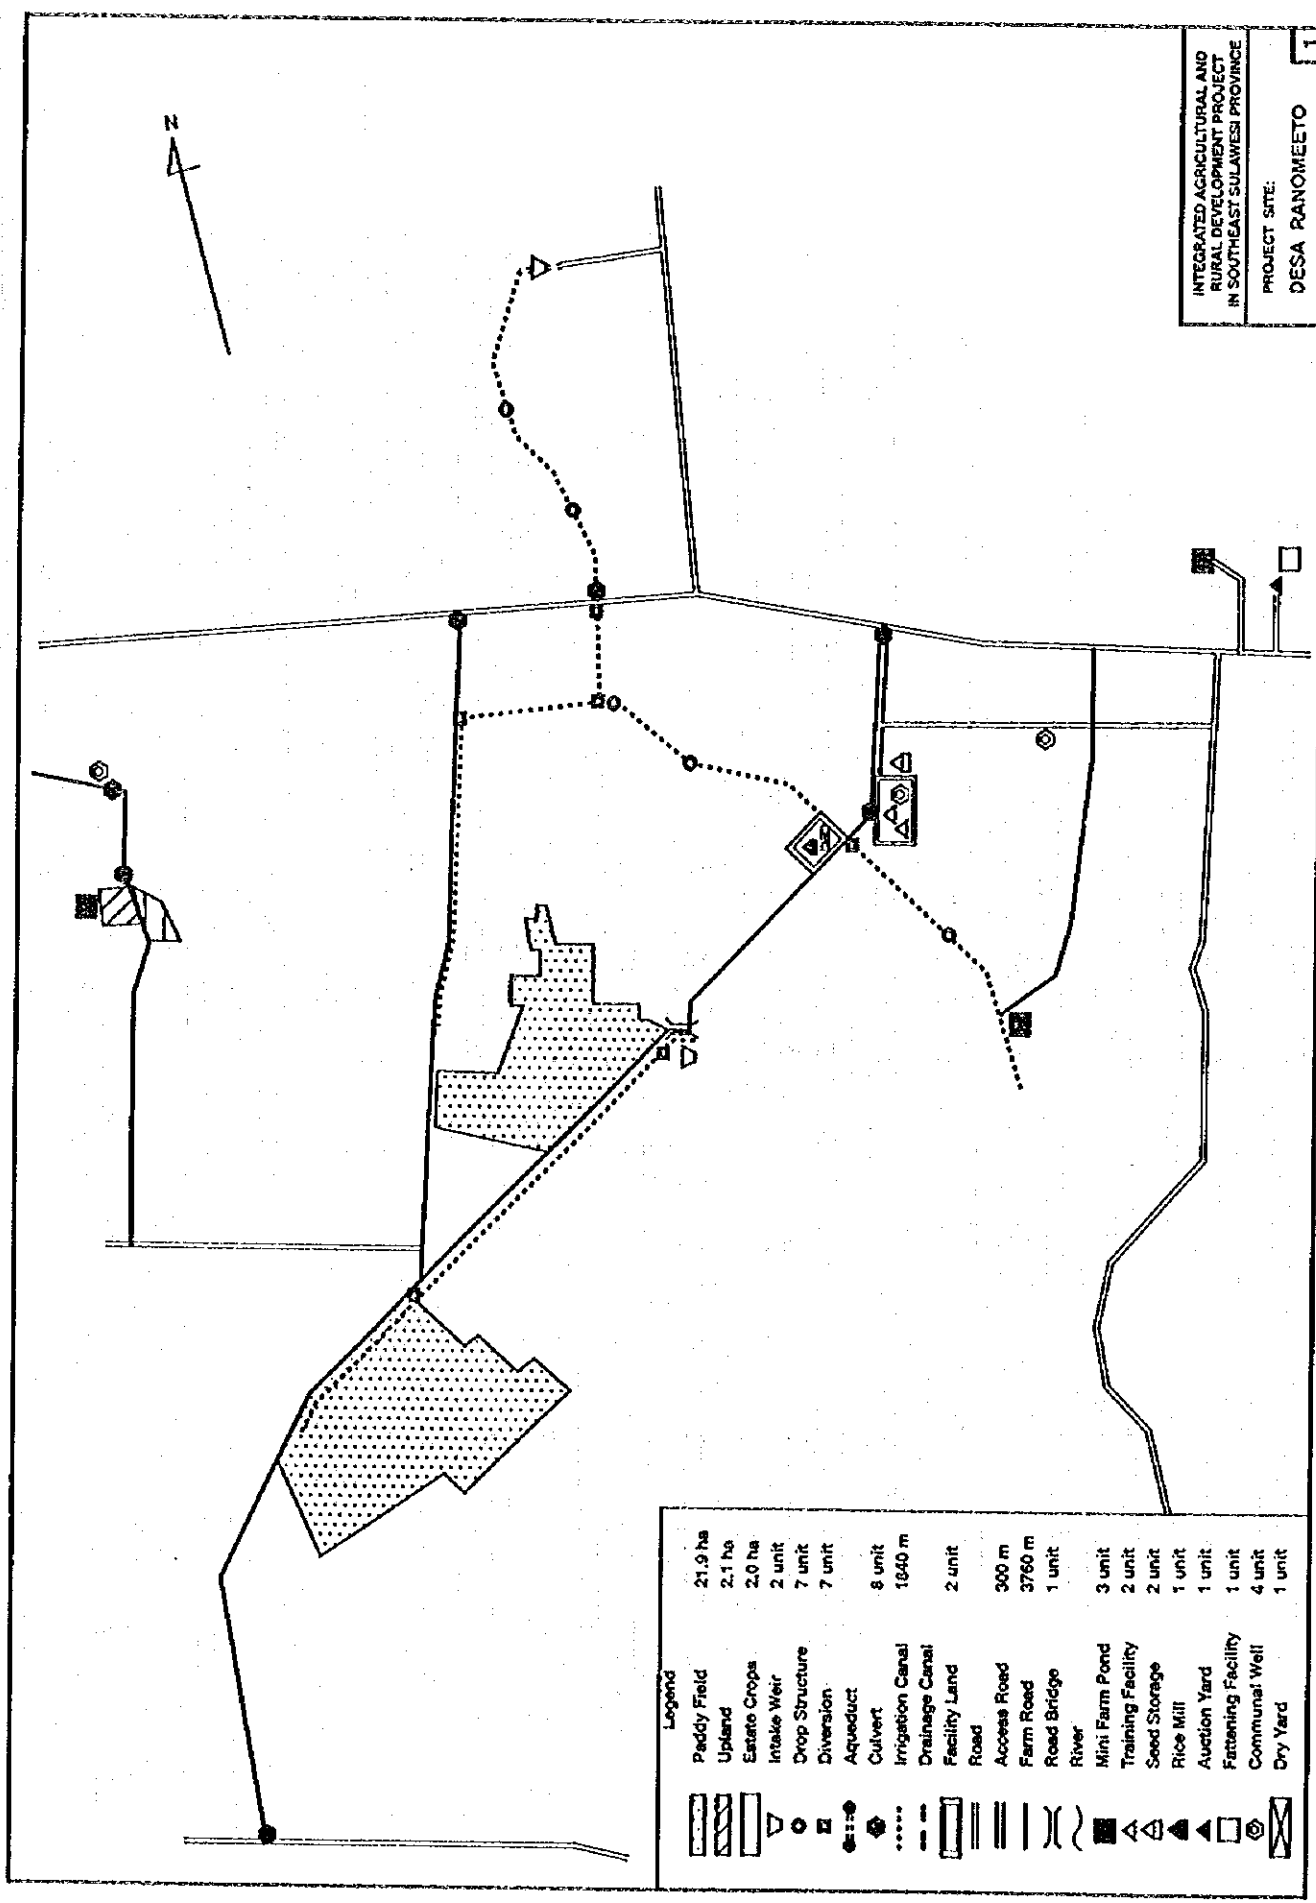 N
INTEGRATED AGRICULTURAL AND
RURAL DEVELOPMENT PROJECT
IN SOUTHEAST SULAWESI PROVINCE
PROJECT SITE:
DESA RANOMEETO
1
Legend
Paddy Field 21.9 ha
Upland 2.1 ha
Estate Crops 2.0 ha
Intake Weir 2 unit
Drop Structure 7 unit
Diversion 7 unit
Aqueduct
Culvert 8 unit
Irrigation Canal 1840 m
Drainage Canal
Facility Land 2 unit
Road
Access Road 300 m
Farm Road 3760 m
Road Bridge 1 unit
River
Mini Farm Pond 3 unit
Training Facility 2 unit
Seed Storage 2 unit
Rice Mill 1 unit
Auction Yard 1 unit
Fattening Facility 1 unit
Communal Well 4 unit
Dry Yard 1 unit